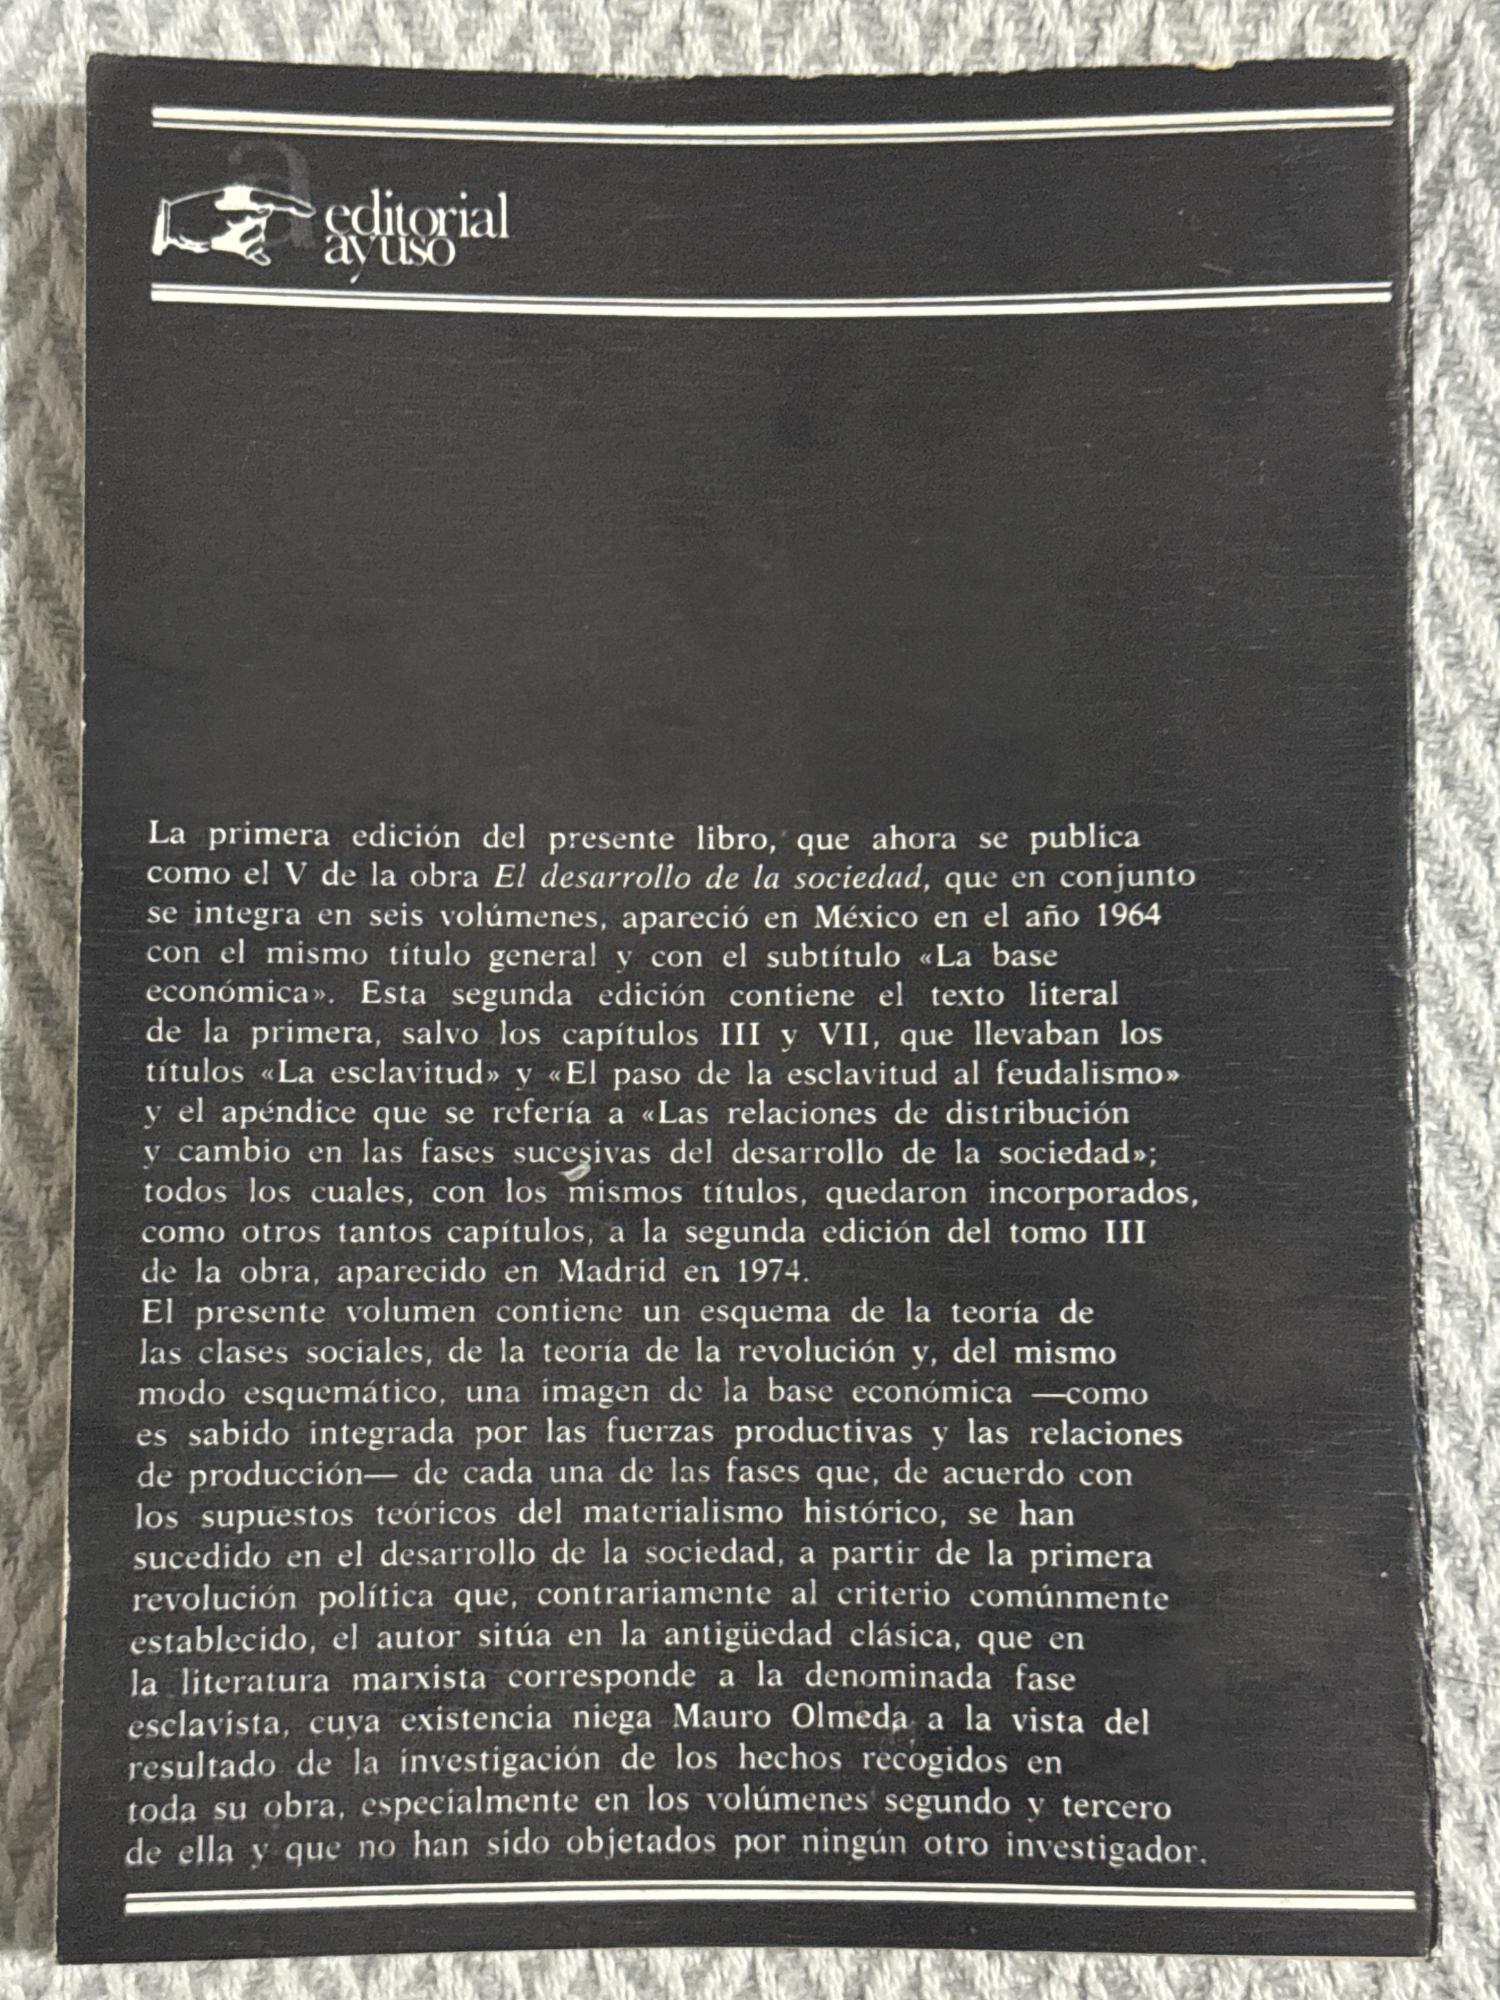 a
editorial
ayuso
La primera edición del presente libro, que ahora se publica
como el V de la obra El desarrollo de la sociedad, que en conjunto
se integra en seis volúmenes, apareció en México en el año 1964
con el mismo título general y con el subtítulo «La base
económica». Esta segunda edición contiene el texto literal
de la primera, salvo los capítulos III y VII, que llevaban los
títulos «La esclavitud» y «El paso de la esclavitud al feudalismo»
y el apéndice que se refería a «Las relaciones de distribución
y cambio en las fases sucesivas del desarrollo de la sociedad»;
todos los cuales, con los mismos títulos, quedaron incorporados,
como otros tantos capítulos, a la segunda edición del tomo III
de la obra, aparecido en Madrid en 1974.
El presente volumen contiene un esquema de la teoría de
las clases sociales, de la teoría de la revolución y, del mismo
modo esquemático, una imagen de la base económica —como
es sabido integrada por las fuerzas productivas y las relaciones
de producción— de cada una de las fases que, de acuerdo con
los supuestos teóricos del materialismo histórico, se han
sucedido en el desarrollo de la sociedad, a partir de la primera
revolución política que, contrariamente al criterio comúnmente
establecido, el autor sitúa en la antigüedad clásica, que en
la literatura marxista corresponde a la denominada fase
esclavista, cuya existencia niega Mauro Olmeda a la vista del
resultado de la investigación de los hechos recogidos en
toda su obra, especialmente en los volúmenes segundo y tercero
de ella y que no han sido objetados por ningún otro investigador.